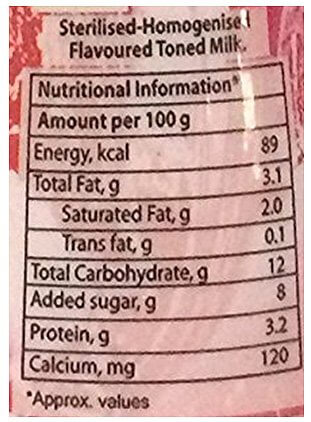 Sterilised-Homogenised
Flavoured Toned Milk.
Nutritional Information*
Amount per 100 g
Energy, kcal 89
Total Fat, g 3.1
Saturated Fat, g 2.0
Trans fat, g 0.1
Total Carbohydrate, g 12
Added sugar, g 8
Protein, g 3.2
Calcium, mg 120
*Approx. values